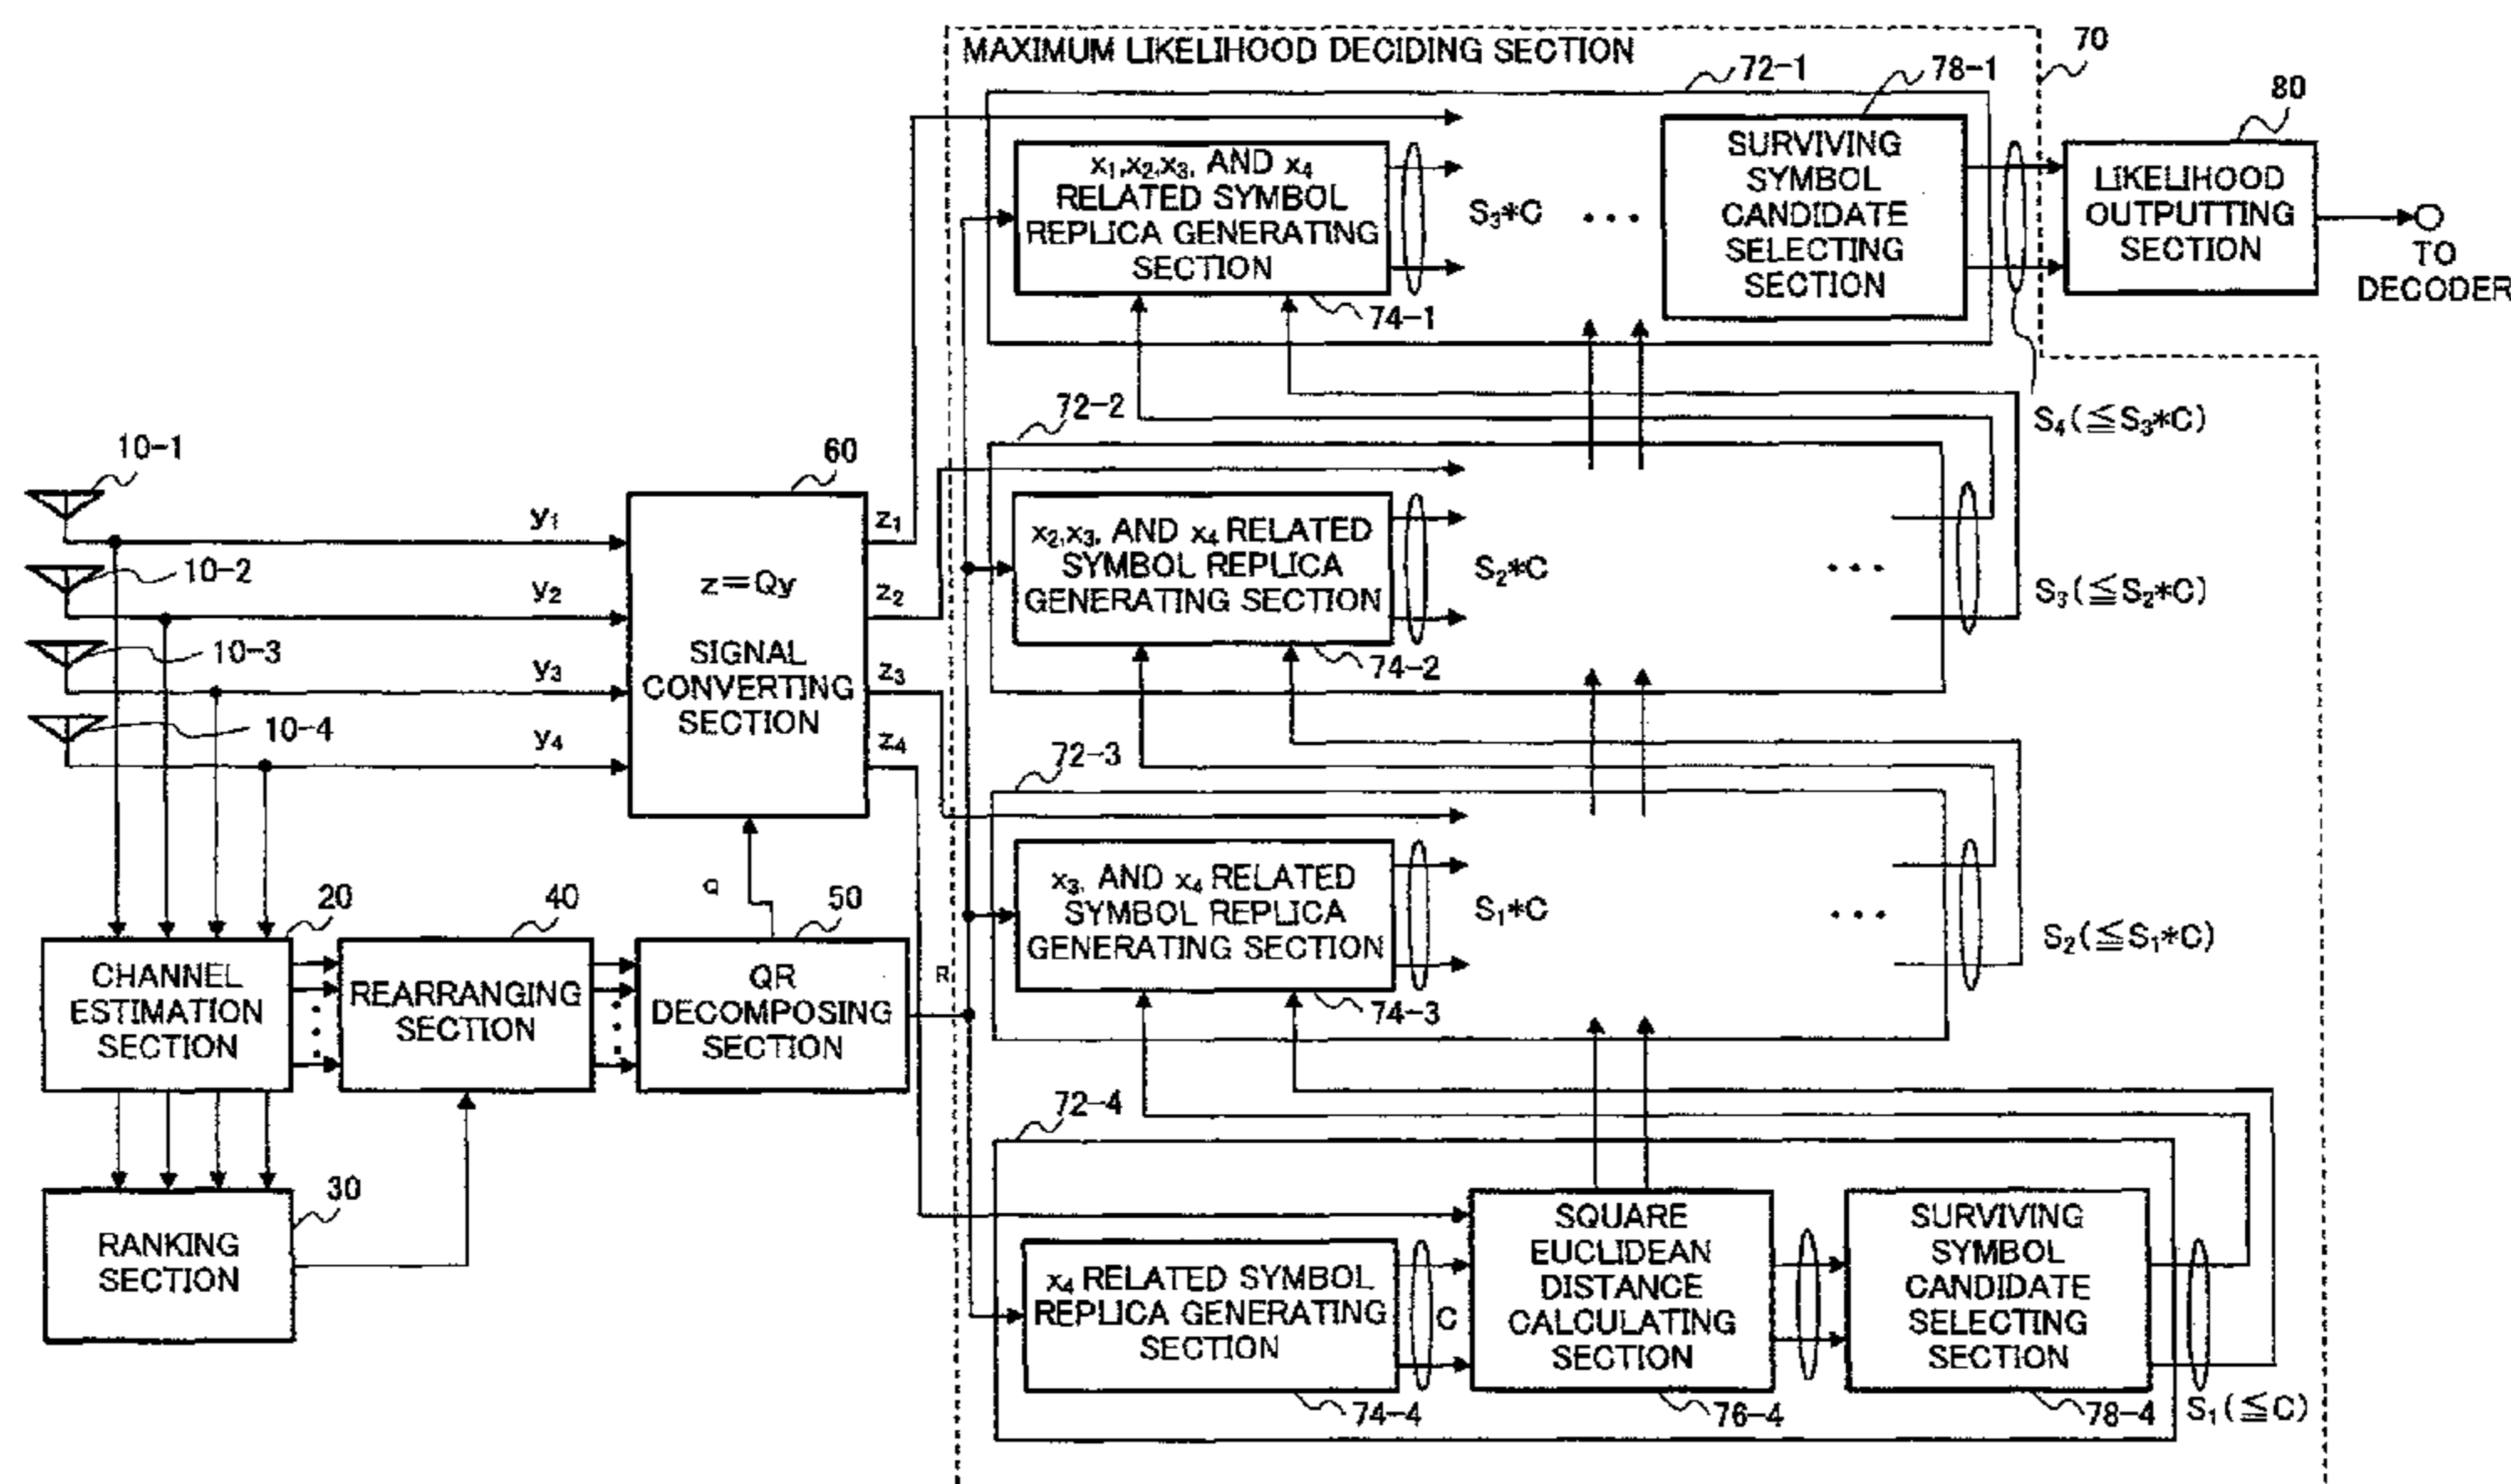 MAXIMUM LIKELIHOOD DECIDING SECTION
70
72-1
78-1
80
x₁,x₂,x₃, AND x₄
RELATED SYMBOL
REPLICA GENERATING
SECTION
S₃*C
...
SURVIVING
SYMBOL
CANDIDATE
SELECTING
SECTION
LIKELIHOOD
OUTPUTTING
SECTION
TO
DECODER
74-1
72-2
S₄(≦S₃*C)
10-1
10-2
10-3
10-4
y₁
y₂
y₃
y₄
60
z=Qy
SIGNAL
CONVERTING
SECTION
z₁
z₂
z₃
z₄
x₂,x₃, AND x₄ RELATED
SYMBOL REPLICA
GENERATING SECTION
S₂*C
...
S₃(≦S₂*C)
74-2
72-3
x₃, AND x₄ RELATED
SYMBOL REPLICA
GENERATING SECTION
S₁*C
...
S₂(≦S₁*C)
74-3
20
CHANNEL
ESTIMATION
SECTION
40
REARRANGING
SECTION
Q
50
QR
DECOMPOSING
SECTION
R
30
RANKING
SECTION
72-4
x₄ RELATED SYMBOL
REPLICA GENERATING
SECTION
C
SQUARE
EUCLIDEAN
DISTANCE
CALCULATING
SECTION
SURVIVING
SYMBOL
CANDIDATE
SELECTING
SECTION
74-4
76-4
78-4
S₁(≦C)